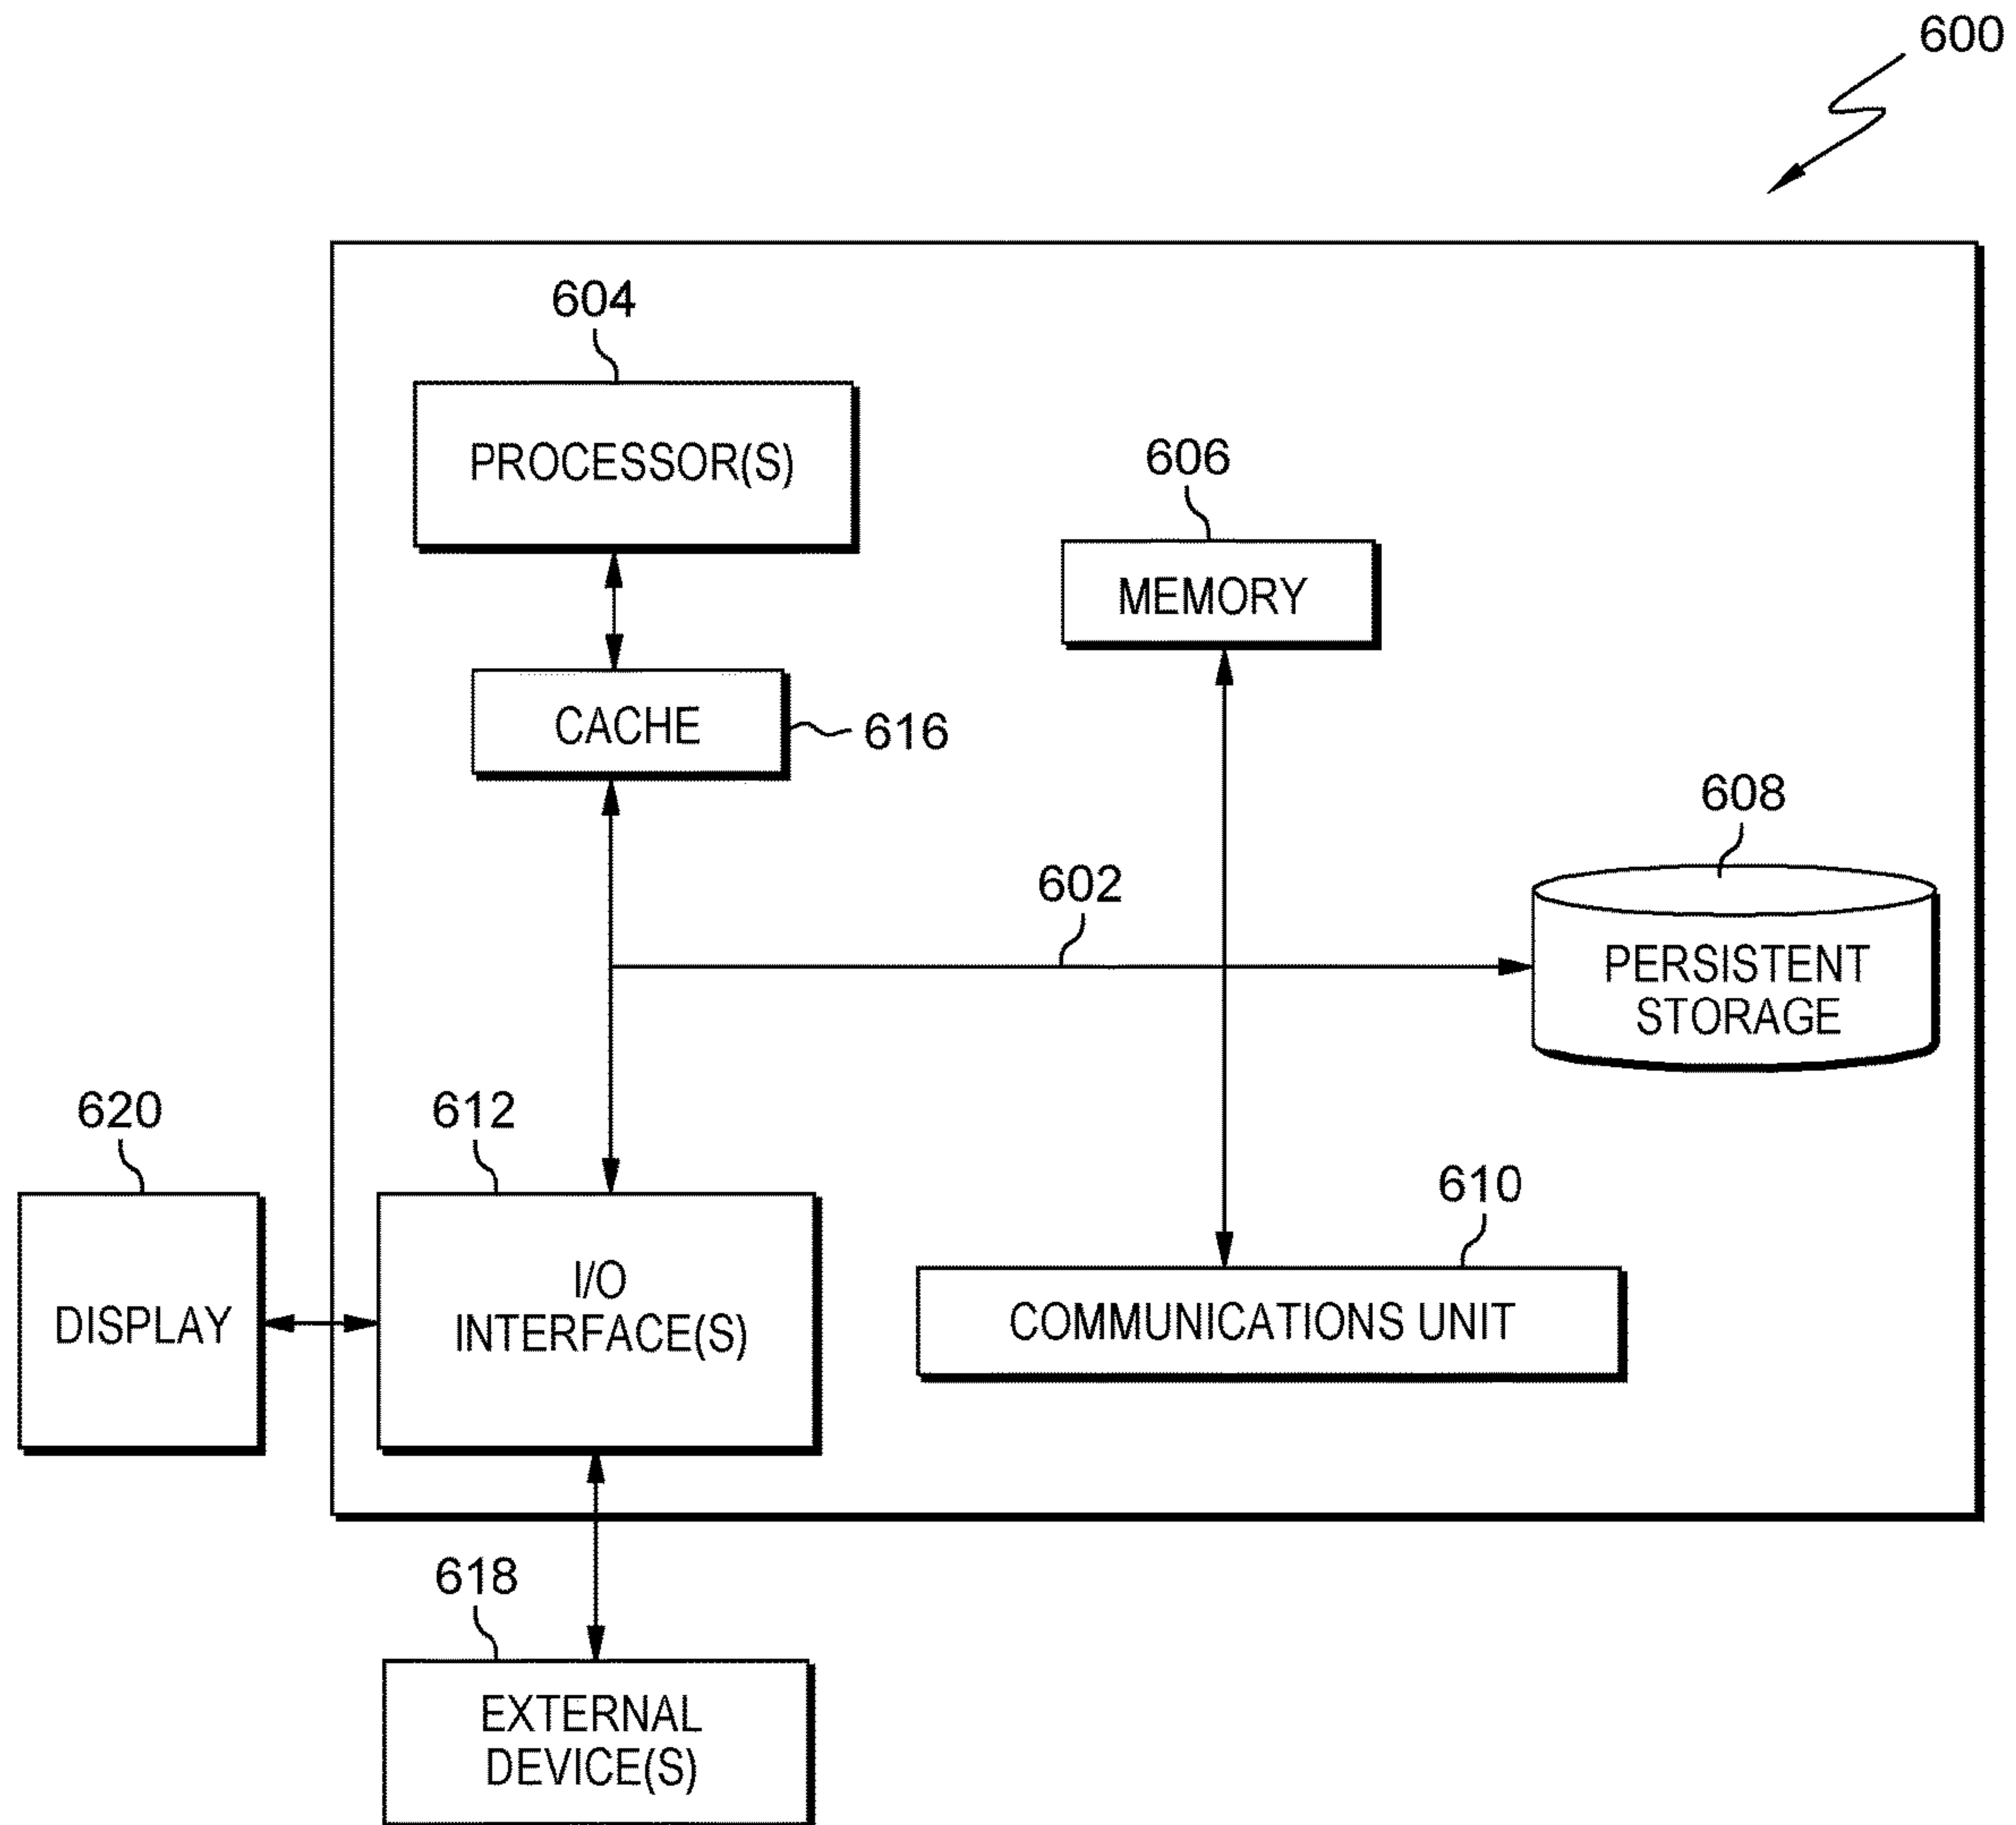 600
604
PROCESSOR(S)
606
MEMORY
CACHE
616
608
602
PERSISTENT
STORAGE
620
612
610
DISPLAY
I/O
INTERFACE(S)
COMMUNICATIONS UNIT
618
EXTERNAL
DEVICE(S)